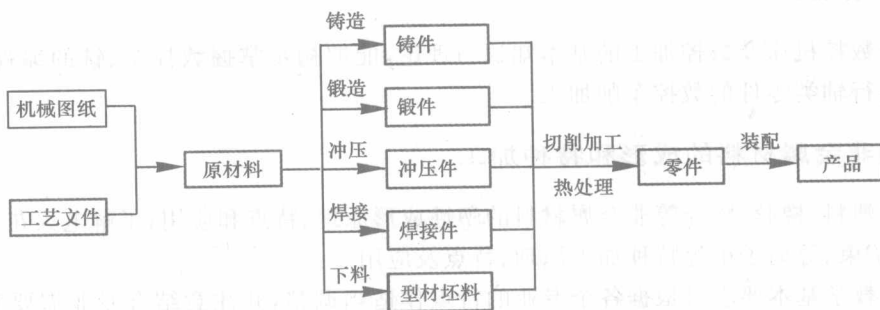 机械图纸
工艺文件
原材料
铸造
铸件
锻造
锻件
冲压
冲压件
焊接
焊接件
下料
型材坯料
切削加工
热处理
零件
装配
产品